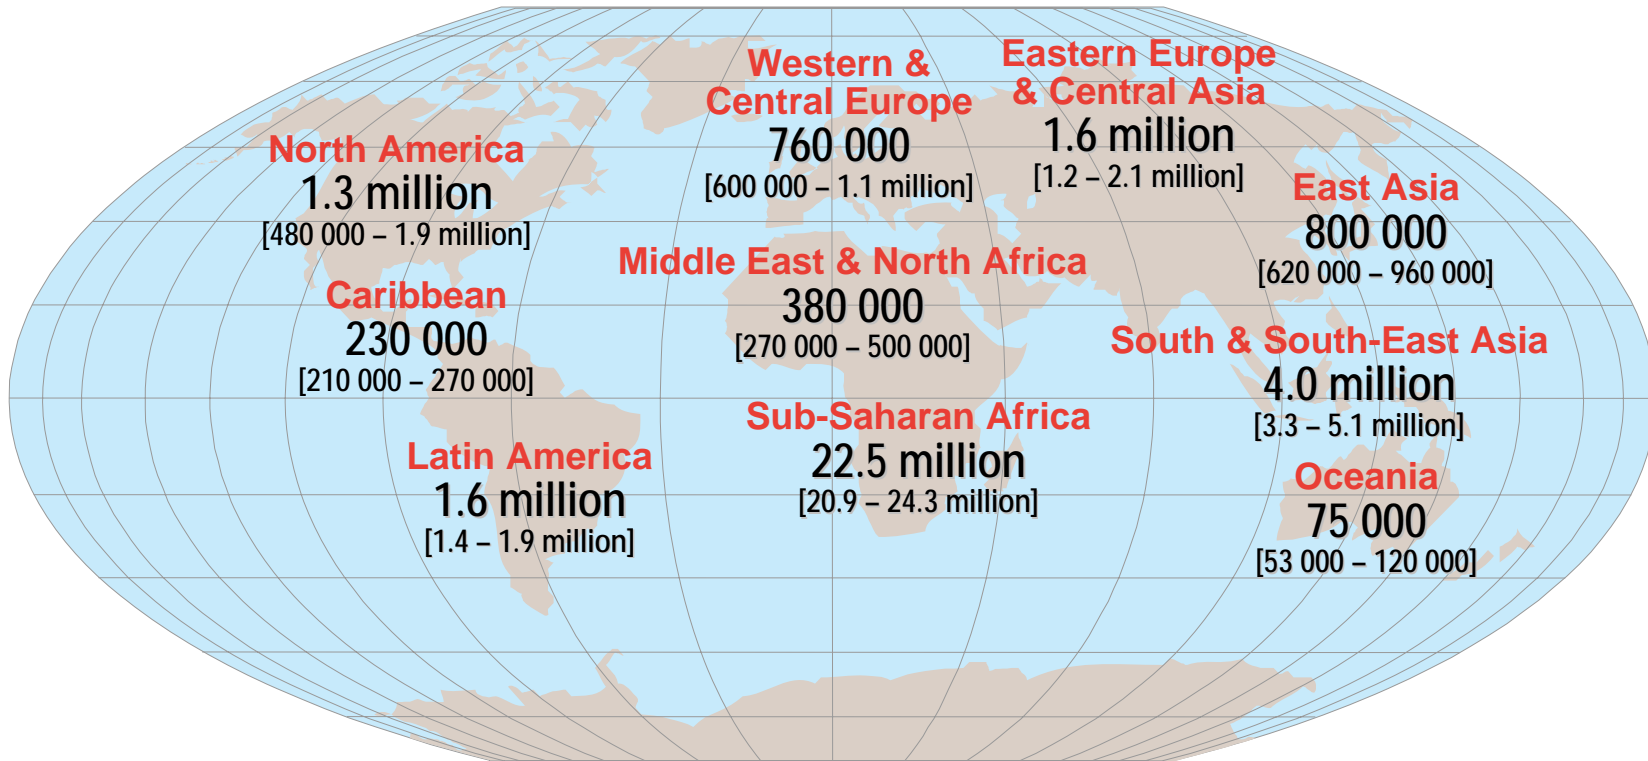 Western &
Central Europe
760 000
[600 000 – 1.1 million]
Eastern Europe
& Central Asia
1.6 million
[1.2 – 2.1 million]
North America
1.3 million
[480 000 – 1.9 million]
East Asia
800 000
[620 000 – 960 000]
Middle East & North Africa
380 000
[270 000 – 500 000]
Caribbean
230 000
[210 000 – 270 000]
South & South-East Asia
4.0 million
[3.3 – 5.1 million]
Sub-Saharan Africa
22.5 million
[20.9 – 24.3 million]
Latin America
1.6 million
[1.4 – 1.9 million]
Oceania
75 000
[53 000 – 120 000]